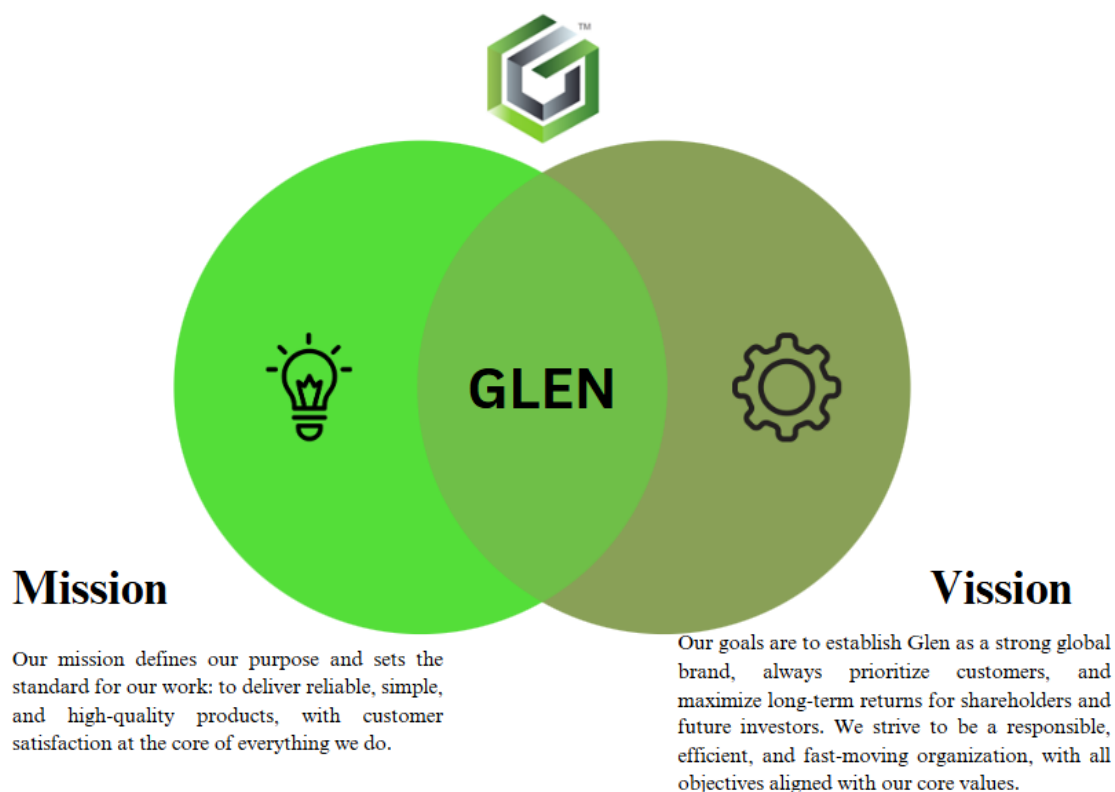 TM
GLEN
Mission
Our mission defines our purpose and sets the
standard for our work: to deliver reliable, simple,
and high-quality products, with customer
satisfaction at the core of everything we do.
Vission
Our goals are to establish Glen as a strong global
brand, always prioritize customers, and
maximize long-term returns for shareholders and
future investors. We strive to be a responsible,
efficient, and fast-moving organization, with all
objectives aligned with our core values.